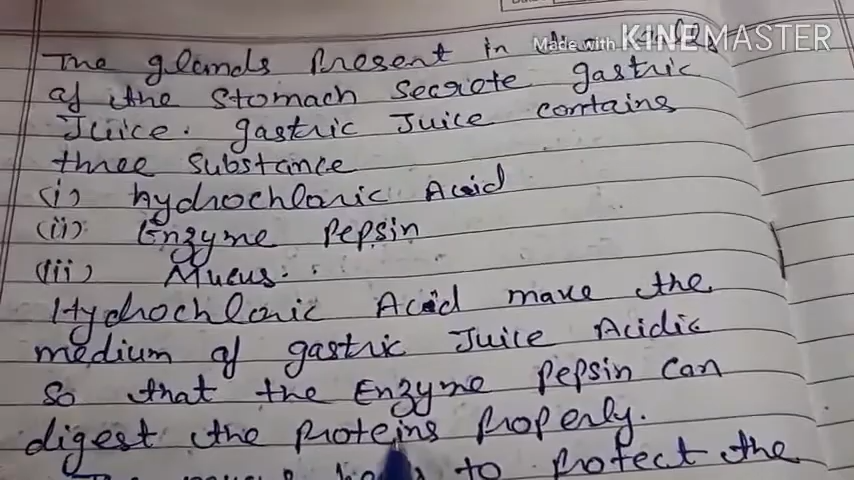 Made with KINEMASTER
The glands Present in
of the Stomach Secrete gastric
Juice. gastric Juice contains
three Substance
(i) hydrochloric Acid
(ii) Enzyme Pepsin
(iii) Mucus.
Hydrochloric Acid make the
medium of gastric Juice Acidic
So that the Enzyme Pepsin Can
digest the Proteins Properly.
to Protect the